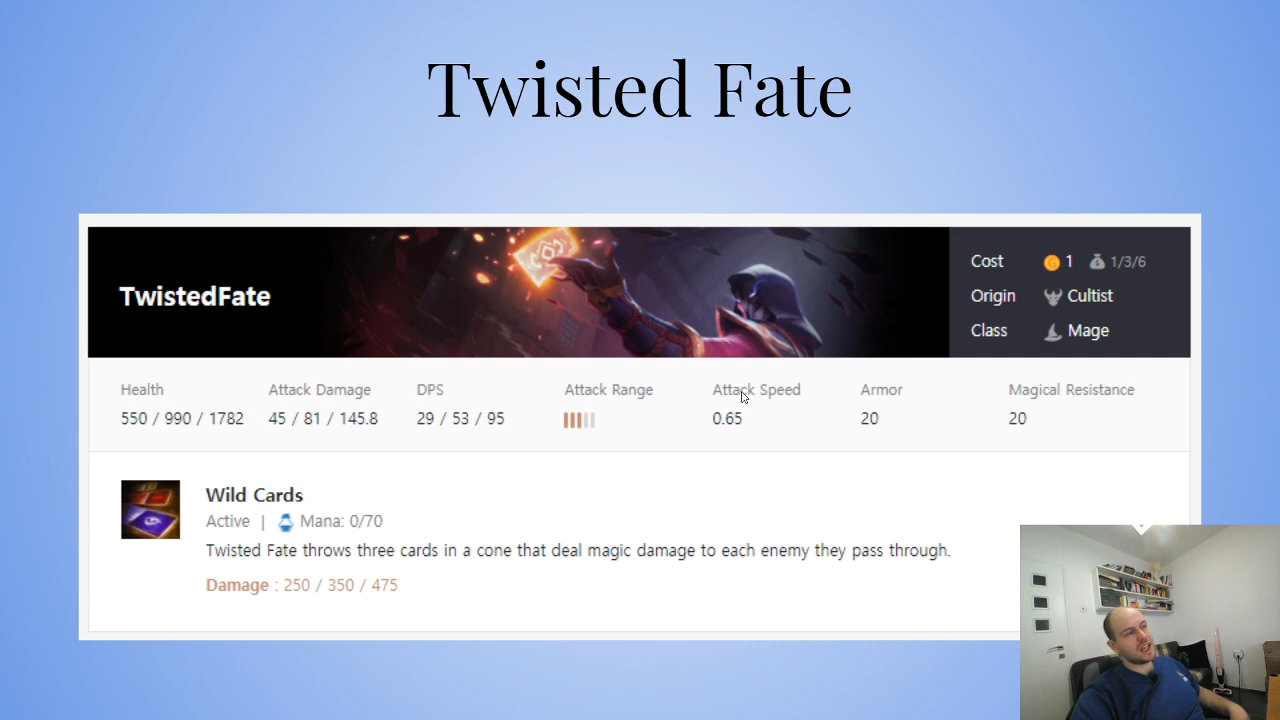 Twisted Fate
TwistedFate
Cost 1 1/3/6
Origin Cultist
Class Mage
Health Attack Damage DPS Attack Range Attack Speed Armor Magical Resistance
550 / 990 / 1782 45 / 81 / 145.8 29 / 53 / 95 0.65 20 20
Wild Cards
Active | Mana: 0/70
Twisted Fate throws three cards in a cone that deal magic damage to each enemy they pass through.
Damage : 250 / 350 / 475